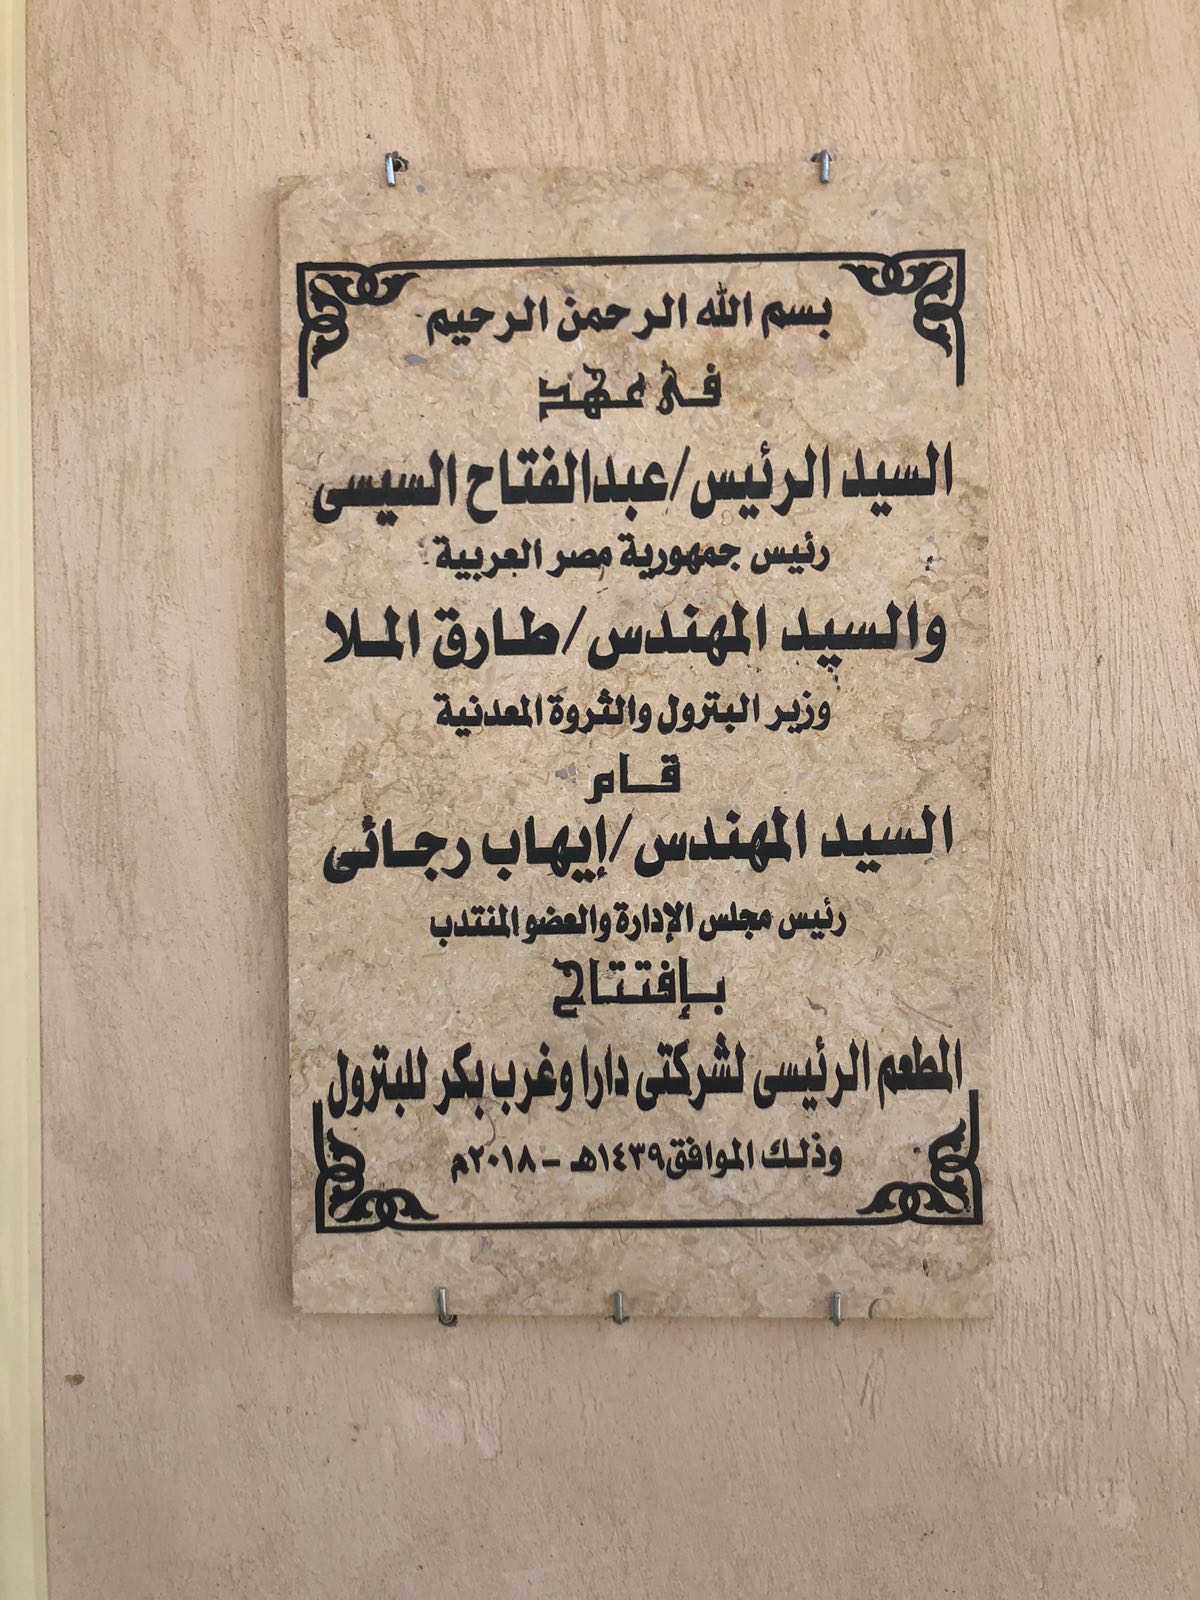 بسم الله الرحمن الرحيم
فى عهد
السيد الرئيس/عبدالفتاح السيسى
رئيس جمهورية مصر العربية
والسيد المهندس/طارق الملا
وزير البترول والثروة المعدنية
قام
السيد المهندس/إيهاب رجائى
رئيس مجلس الإدارة والعضو المنتدب
بإفتتاح
المطعم الرئيسى لشركتى دارا وغرب بكر للبترول
وذلك الموافق١٤٣٩هـ - ٢٠١٨م